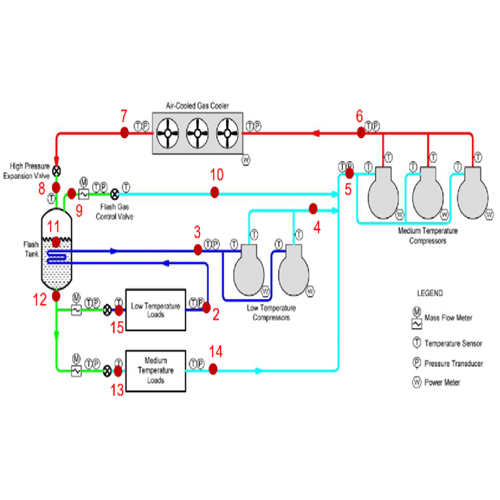 Air-Cooled Gas Cooler
7
T P
T P
6
T P
T
T
T
High Pressure
Expansion Valve
W
8
T
M
T P
T
10
T
5
9
Flash Gas
Control Valve
W
W
W
11
Flash
Tank
3
T P
T
T
T
4
T
T
T
Medium Temperature
Compressors
12
W
W
M
T P
T
15
Low Temperature
Loads
T P
2
Low Temperature
Compressors
M
T P
T
13
Medium
Temperature
Loads
T P
14
LEGEND
M Mass Flow Meter
T Temperature Sensor
P Pressure Transducer
W Power Meter